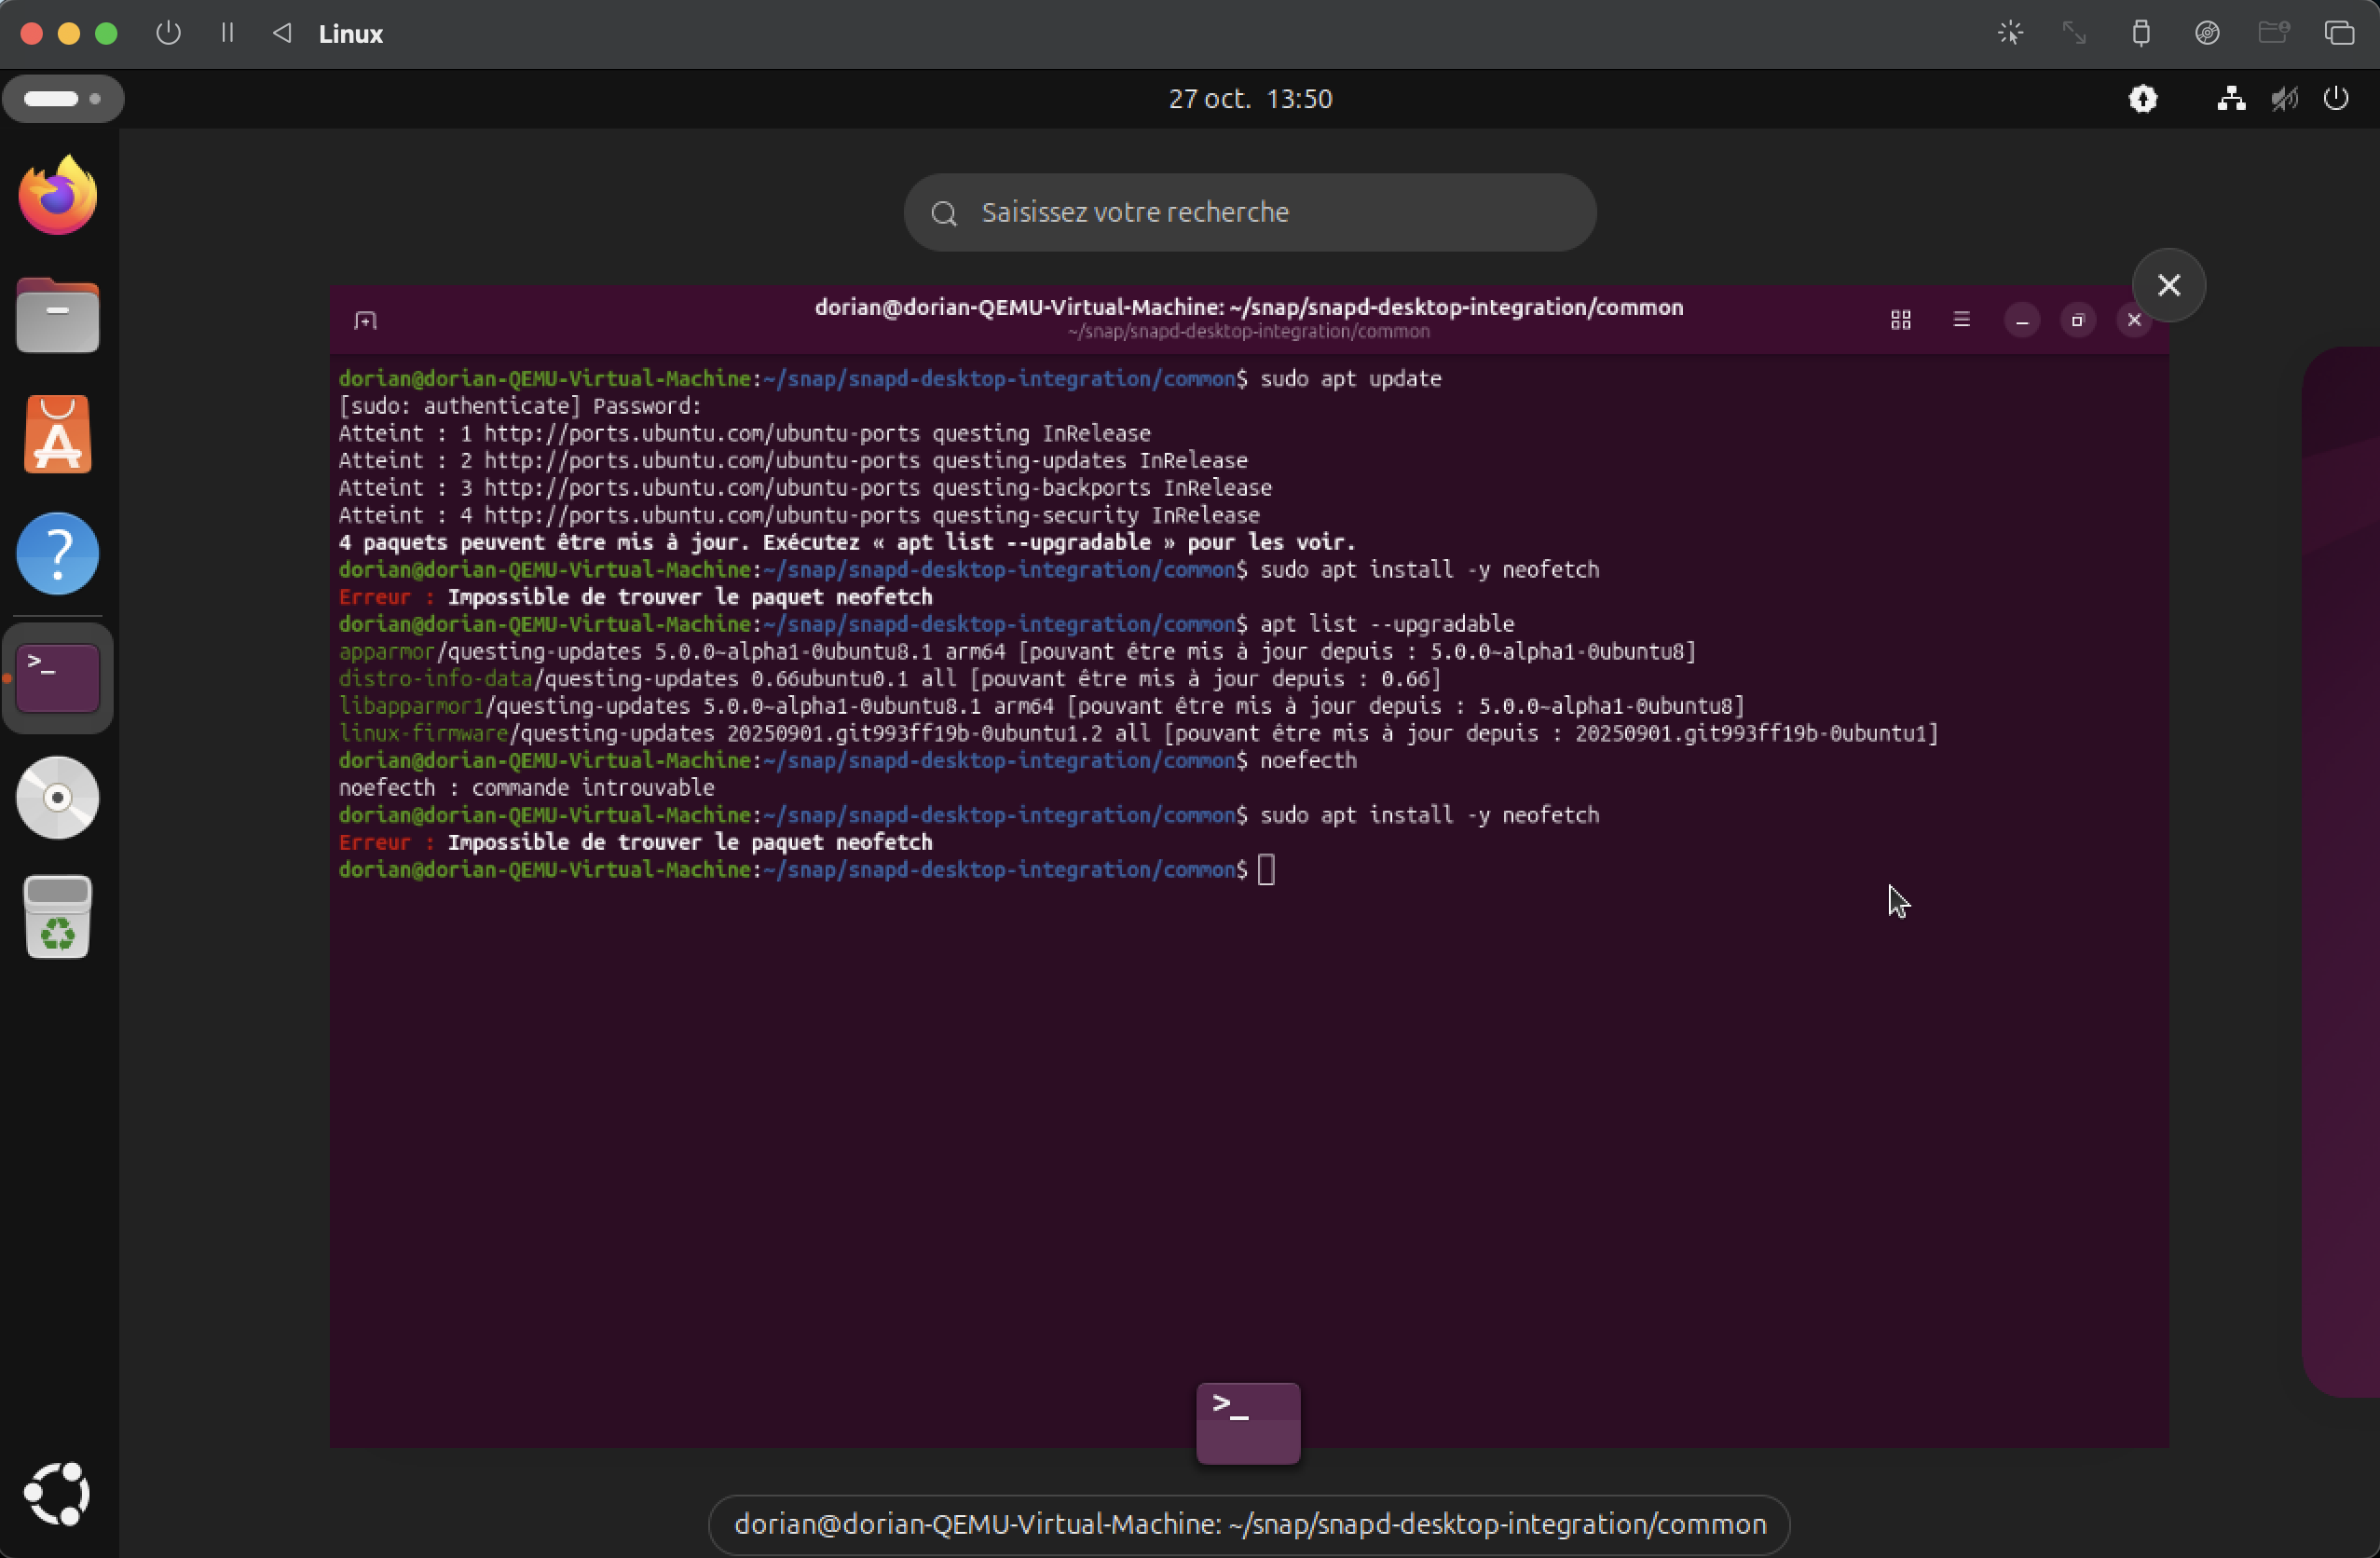 Linux
27 oct. 13:50
Saisissez votre recherche
dorian@dorian-QEMU-Virtual-Machine: ~/snap/snapd-desktop-integration/common
~/snap/snapd-desktop-integration/common
dorian@dorian-QEMU-Virtual-Machine:~/snap/snapd-desktop-integration/common$ sudo apt update
[sudo: authenticate] Password:
Atteint : 1 http://ports.ubuntu.com/ubuntu-ports questing InRelease
Atteint : 2 http://ports.ubuntu.com/ubuntu-ports questing-updates InRelease
Atteint : 3 http://ports.ubuntu.com/ubuntu-ports questing-backports InRelease
Atteint : 4 http://ports.ubuntu.com/ubuntu-ports questing-security InRelease
4 paquets peuvent être mis à jour. Exécutez « apt list --upgradable » pour les voir.
dorian@dorian-QEMU-Virtual-Machine:~/snap/snapd-desktop-integration/common$ sudo apt install -y neofetch
Erreur : Impossible de trouver le paquet neofetch
dorian@dorian-QEMU-Virtual-Machine:~/snap/snapd-desktop-integration/common$ apt list --upgradable
apparmor/questing-updates 5.0.0~alpha1-0ubuntu8.1 arm64 [pouvant être mis à jour depuis : 5.0.0~alpha1-0ubuntu8]
distro-info-data/questing-updates 0.66ubuntu0.1 all [pouvant être mis à jour depuis : 0.66]
libapparmor1/questing-updates 5.0.0~alpha1-0ubuntu8.1 arm64 [pouvant être mis à jour depuis : 5.0.0~alpha1-0ubuntu8]
linux-firmware/questing-updates 20250901.git993ff19b-0ubuntu1.2 all [pouvant être mis à jour depuis : 20250901.git993ff19b-0ubuntu1]
dorian@dorian-QEMU-Virtual-Machine:~/snap/snapd-desktop-integration/common$ noefecth
noefecth : commande introuvable
dorian@dorian-QEMU-Virtual-Machine:~/snap/snapd-desktop-integration/common$ sudo apt install -y neofetch
Erreur : Impossible de trouver le paquet neofetch
dorian@dorian-QEMU-Virtual-Machine:~/snap/snapd-desktop-integration/common$
dorian@dorian-QEMU-Virtual-Machine: ~/snap/snapd-desktop-integration/common